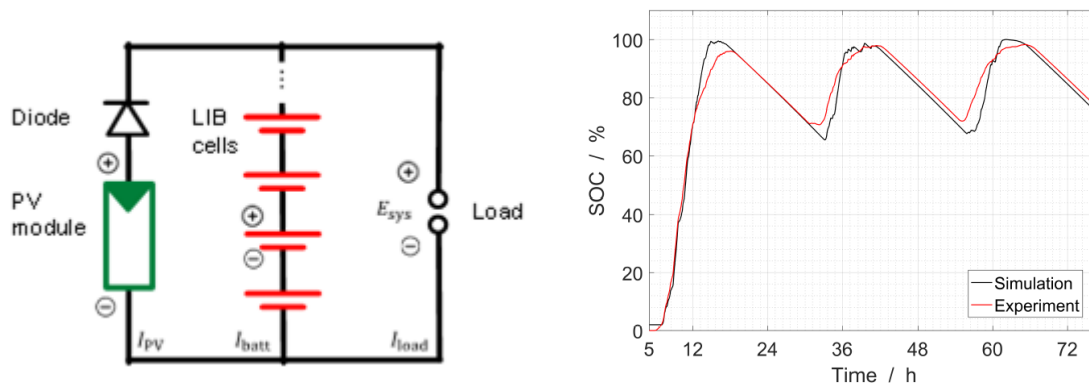 Diode
PV
module
LIB
cells
Load
E_sys
I_PV
I_batt
I_load
+
−
+
−
+
−
SOC / %
100
80
60
40
20
0
5 12 24 36 48 60 72
Time / h
Simulation
Experiment